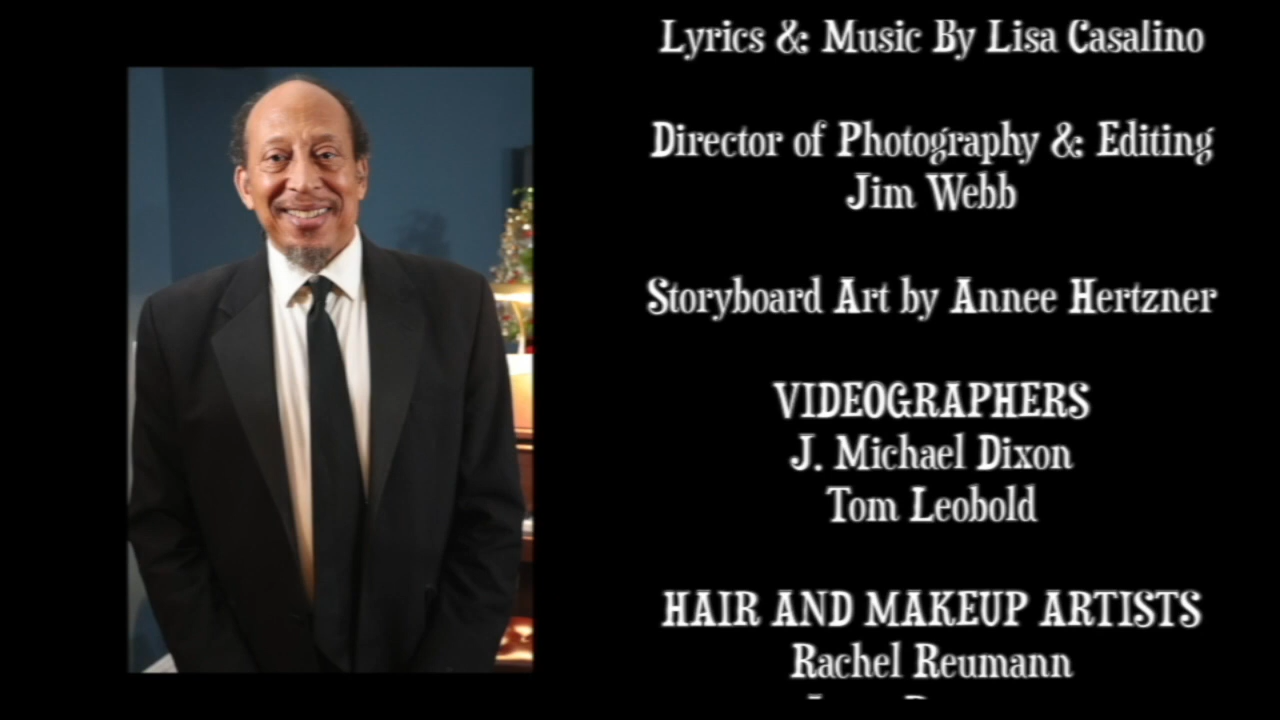 Lyrics & Music By Lisa Casalino
Director of Photography & Editing
Jim Webb
Storyboard Art by Annee Hertzner
VIDEOGRAPHERS
J. Michael Dixon
Tom Leobold
HAIR AND MAKEUP ARTISTS
Rachel Reumann